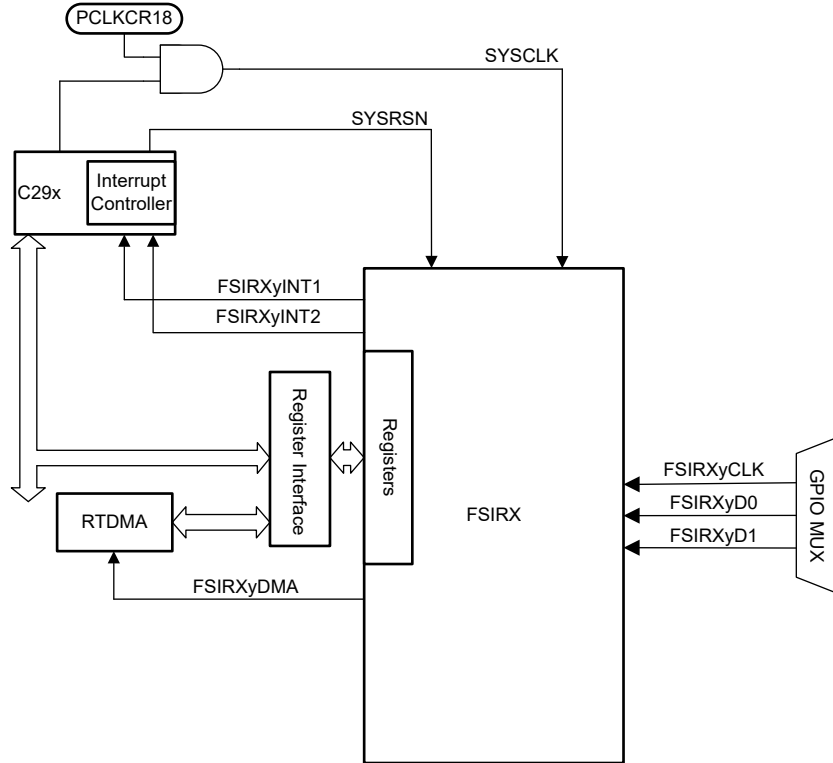 PCLKCR18
SYSCLK
SYSRSN
C29x
Interrupt
Controller
FSIRXyINT1
FSIRXyINT2
Register Interface
Registers
FSIRXyCLK
FSIRXyD0
FSIRXyD1
GPIO MUX
FSIRX
RTDMA
FSIRXyDMA